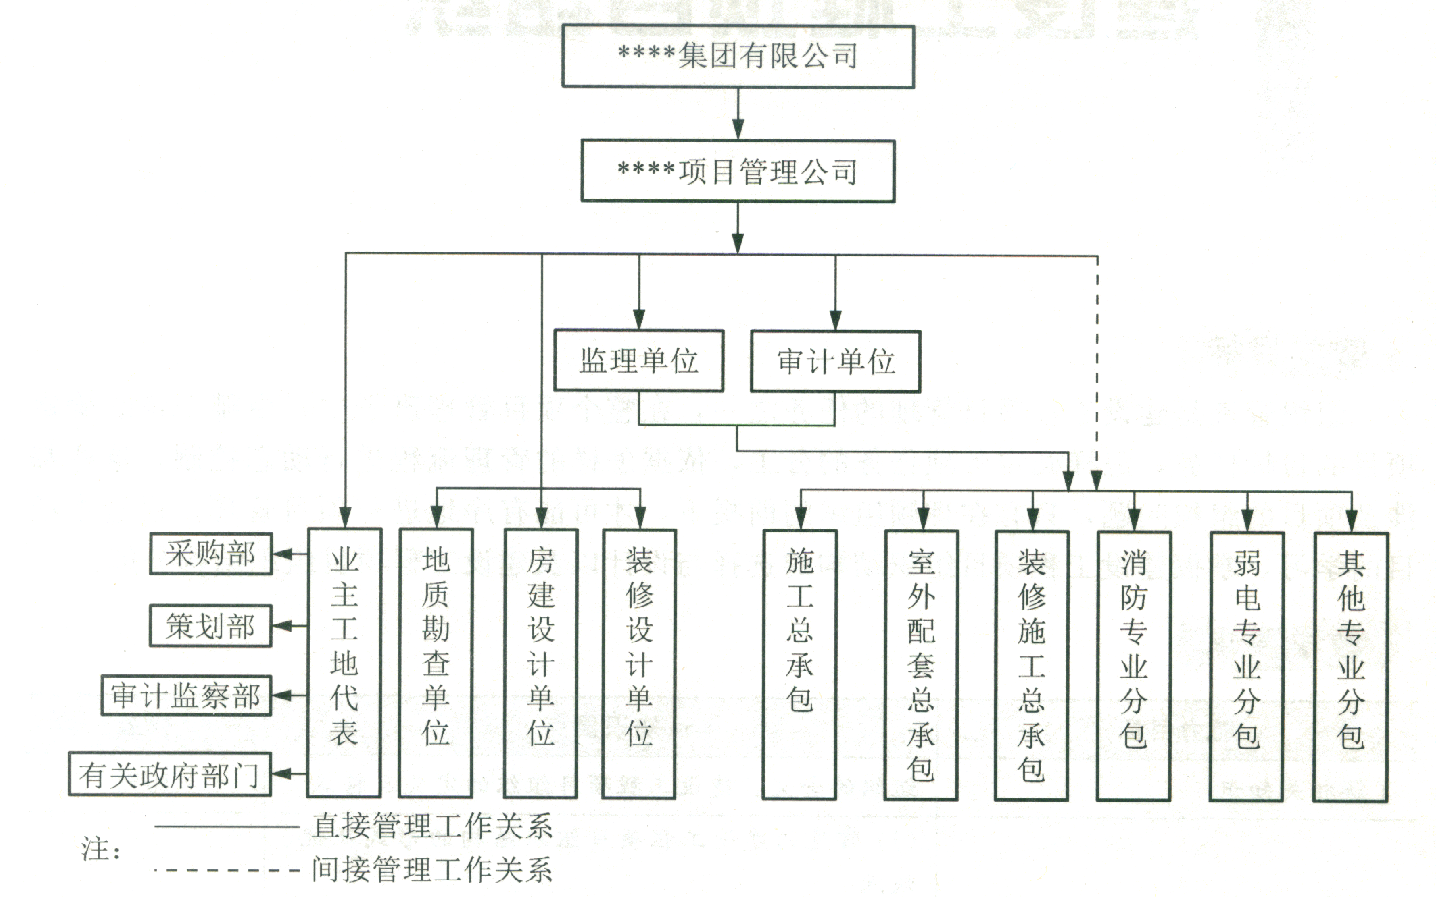 ****集团有限公司
****项目管理公司
监理单位
审计单位
采购部
策划部
审计监察部
有关政府部门
业主工地代表
地质勘查单位
房建设计单位
装修设计单位
施工总承包
室外配套总承包
装修施工总承包
消防专业分包
弱电专业分包
其他专业分包
注：
直接管理工作关系
间接管理工作关系